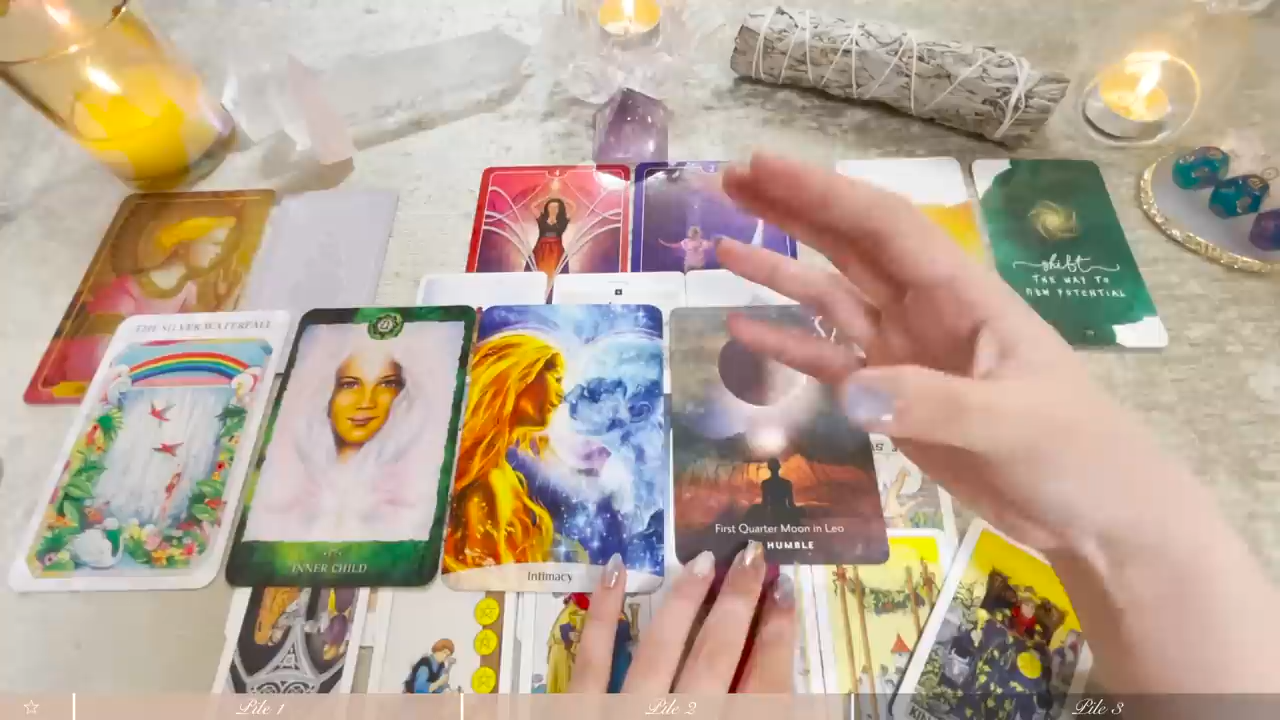 shift
THE WAY TO
NEW POTENTIAL
THE SILVER WATERFALL
INNER CHILD
Intimacy
First Quarter Moon in Leo
HUMBLE
Pile 1
Pile 2
Pile 3